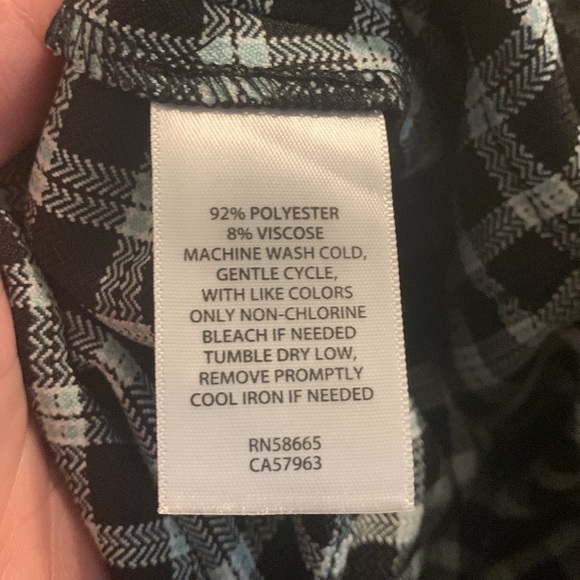 92% POLYESTER
8% VISCOSE
MACHINE WASH COLD,
GENTLE CYCLE,
WITH LIKE COLORS
ONLY NON-CHLORINE
BLEACH IF NEEDED
TUMBLE DRY LOW,
REMOVE PROMPTLY
COOL IRON IF NEEDED
RN58665
CA57963